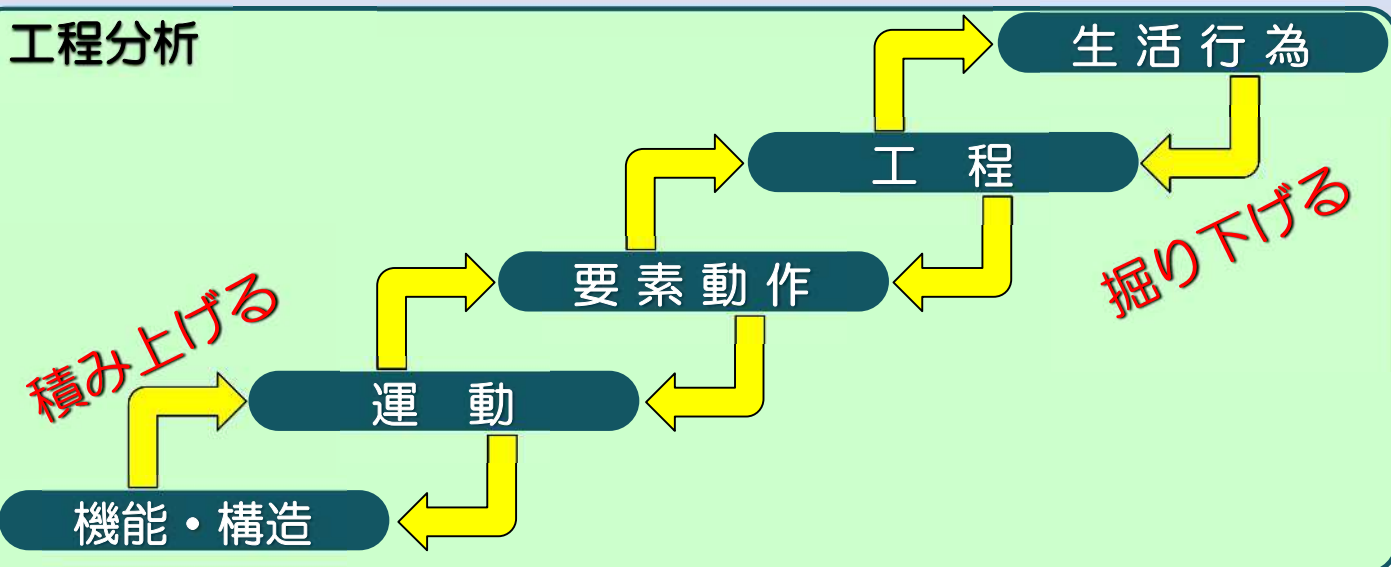 工程分析
生活行為
工程
掘り下げる
要素動作
積み上げる
運動
機能・構造